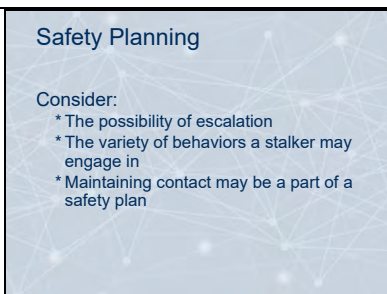 Safety Planning
Consider:
* The possibility of escalation
* The variety of behaviors a stalker may
engage in
* Maintaining contact may be a part of a
safety plan